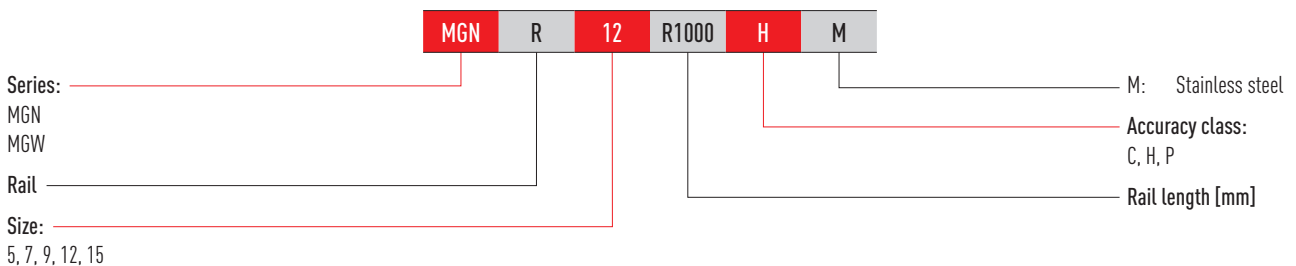 MGN R 12 R1000 H M
Series:
MGN
MGW
Rail
Size:
5, 7, 9, 12, 15
M: Stainless steel
Accuracy class:
C, H, P
Rail length [mm]